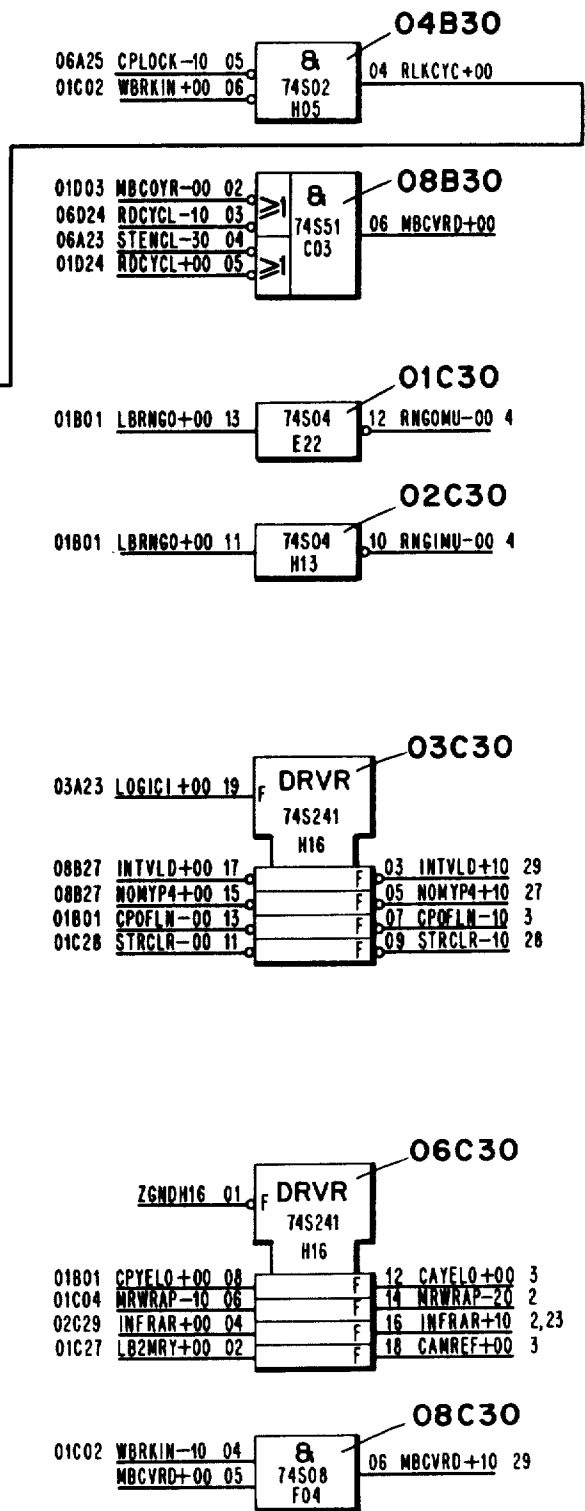 04B30
06A25 CPLOCK-10 05 & 04 RLKCYC+00
01C02 WBRKIN+00 06 74S02
H05
08B30
01D03 MBCOYR-00 02 ≥1 &
06D24 RDCYCL-10 03 74S51 06 MBCVRD+00
06A23 STENCL-30 04 C03
01D24 RDCYCL+00 05 ≥1
01C30
01B01 LBRNGO+00 13 74S04 12 RNGOMU-00 4
E22
02C30
01B01 LBRNGO+00 11 74S04 10 RNGIMU-00 4
H13
03C30
03A23 LOGIC1+00 19 F DRVR
74S241
H16
08B27 INTVLD+00 17 F 03 INTVLD+10 29
08B27 NOMYP4+00 15 F 05 NOMYP4+10 27
01B01 CPOFLN-00 13 F 07 CPOFLN-10 3
01C28 STRCLR-00 11 F 09 STRCLR-10 28
06C30
ZGNDH16 01 F DRVR
74S241
H16
01B01 CPYELO+00 08 F 12 CAYELO+00 3
01C04 MRWRAP-10 06 F 14 MRWRAP-20 2
02C29 INFRAR+00 04 F 16 INFRAR+10 2,23
01C27 LB2MRY+00 02 F 18 CAMREF+00 3
08C30
01C02 WBRKIN-10 04 & 06 MBCVRD+10 29
MBCVRD+00 05 74S08
F04